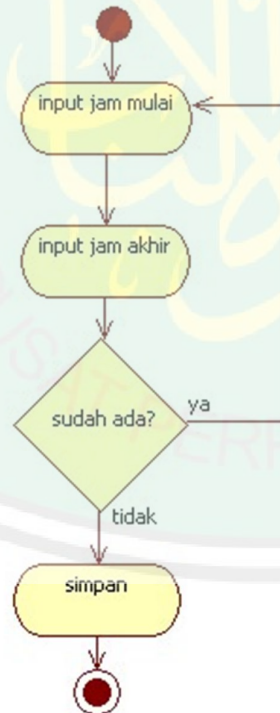 input jam mulai
input jam akhir
sudah ada?
ya
tidak
simpan